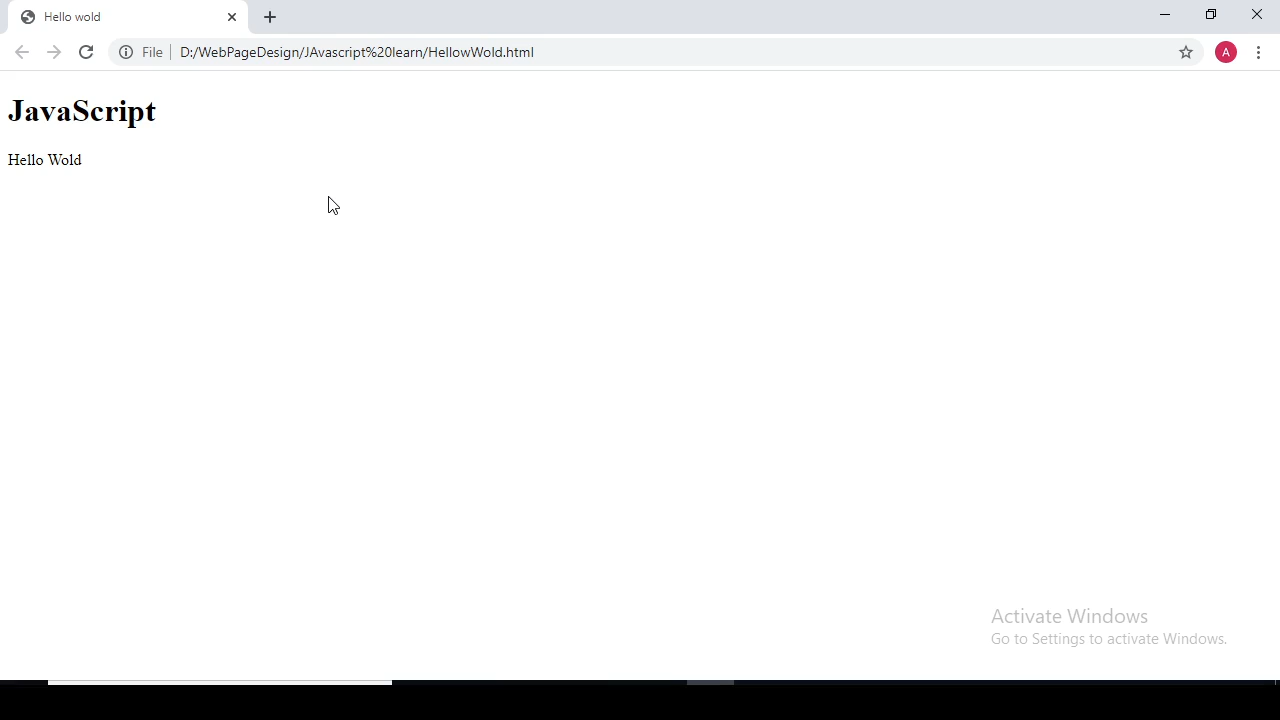 Hello wold
File D:/WebPageDesign/JAvascript%20learn/HellowWold.html
A
JavaScript
Hello Wold
Activate Windows
Go to Settings to activate Windows.